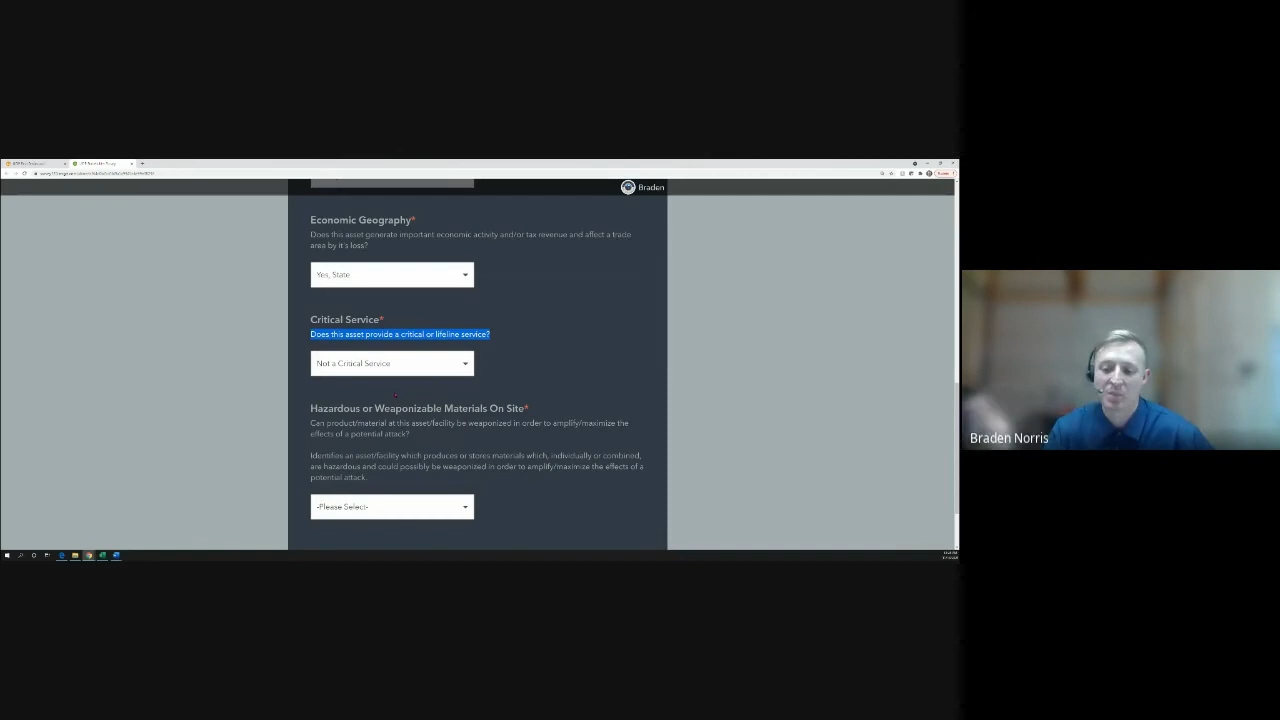 Braden
Economic Geography*
Does this asset generate important economic activity and/or tax revenue and affect a trade
area by it's loss?
Yes, State
Critical Service*
Does this asset provide a critical or lifeline service?
Not a Critical Service
Hazardous or Weaponizable Materials On Site*
Can product/material at this asset/facility be weaponized in order to amplify/maximize the
effects of a potential attack?
Identifies an asset/facility which produces or stores materials which, individually or combined,
are hazardous and could possibly be weaponized in order to amplify/maximize the effects of a
potential attack.
-Please Select-
Braden Norris